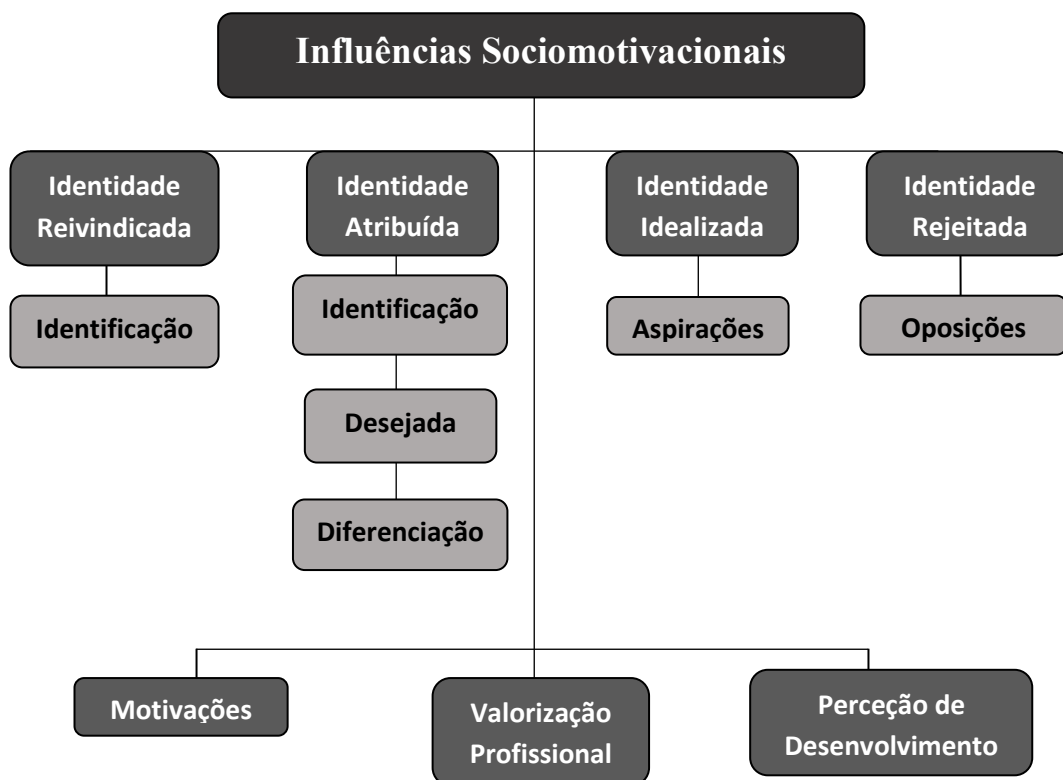 Influências Sociomotivacionais
Identidade
Reivindicada
Identificação
Identidade
Atribuída
Identificação
Desejada
Diferenciação
Identidade
Idealizada
Aspirações
Identidade
Rejeitada
Oposições
Motivações
Valorização
Profissional
Perceção de
Desenvolvimento